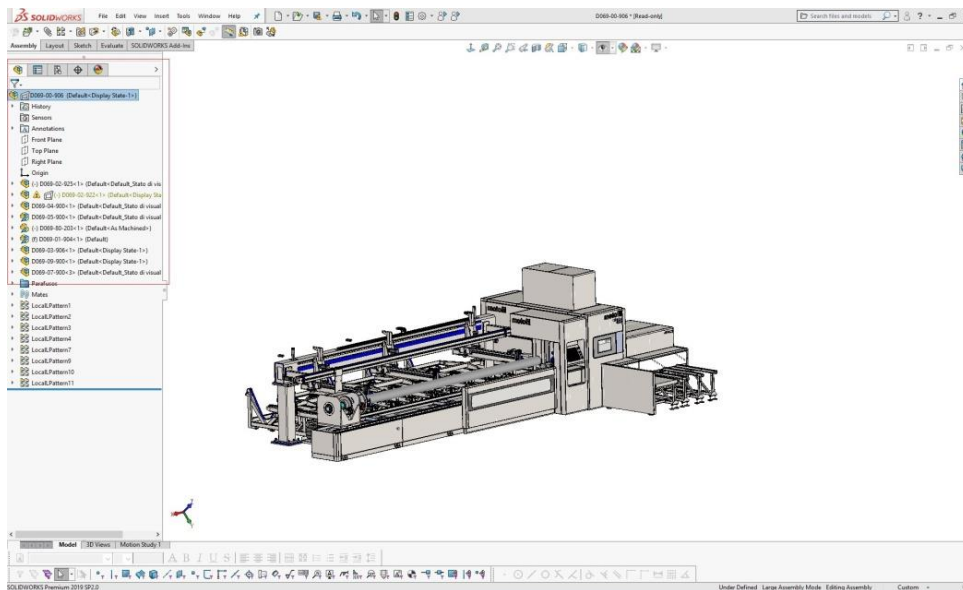 SOLIDWORKS File Edit View Insert Tools Window Help
D069-00-906 * [Read-only]
Search files and models
Assembly Layout Sketch Evaluate SOLIDWORKS Add-Ins
D069-00-906 (Default<Display State-1>)
History
Sensors
Annotations
Front Plane
Top Plane
Right Plane
Origin
(-) D069-02-925<1> (Default<Default_Stato di vis
(-) D069-02-922<1> (Default<Display Sta
D069-04-900<1> (Default<Default_Stato di visual
D069-05-900<1> (Default<Default_Stato di visual
(-) D069-80-203<1> (Default<As Machined>)
(f) D069-01-904<1> (Default)
D069-03-906<1> (Default<Display State-1>)
D069-09-900<1> (Default<Display State-1>)
D069-07-900<3> (Default<Default_Stato di visual
Parafusos
Mates
LocalLPattern1
LocalLPattern2
LocalLPattern3
LocalLPattern4
LocalLPattern7
LocalLPattern9
LocalLPattern10
LocalLPattern11
Model 3D Views Motion Study 1
A B I U S
SOLIDWORKS Premium 2019 SP2.0
Under Defined Large Assembly Mode Editing Assembly Custom